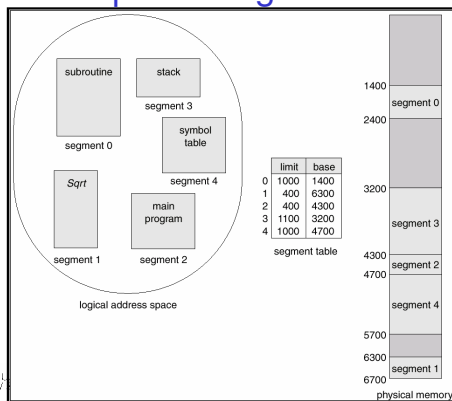 subroutine
segment 0
stack
segment 3
symbol
table
segment 4
Sqrt
segment 1
main
program
segment 2
logical address space
limit base
0 1000 1400
1 400 6300
2 400 4300
3 1100 3200
4 1000 4700
segment table
1400
segment 0
2400
3200
segment 3
4300
segment 2
4700
segment 4
5700
6300
segment 1
6700
physical memory